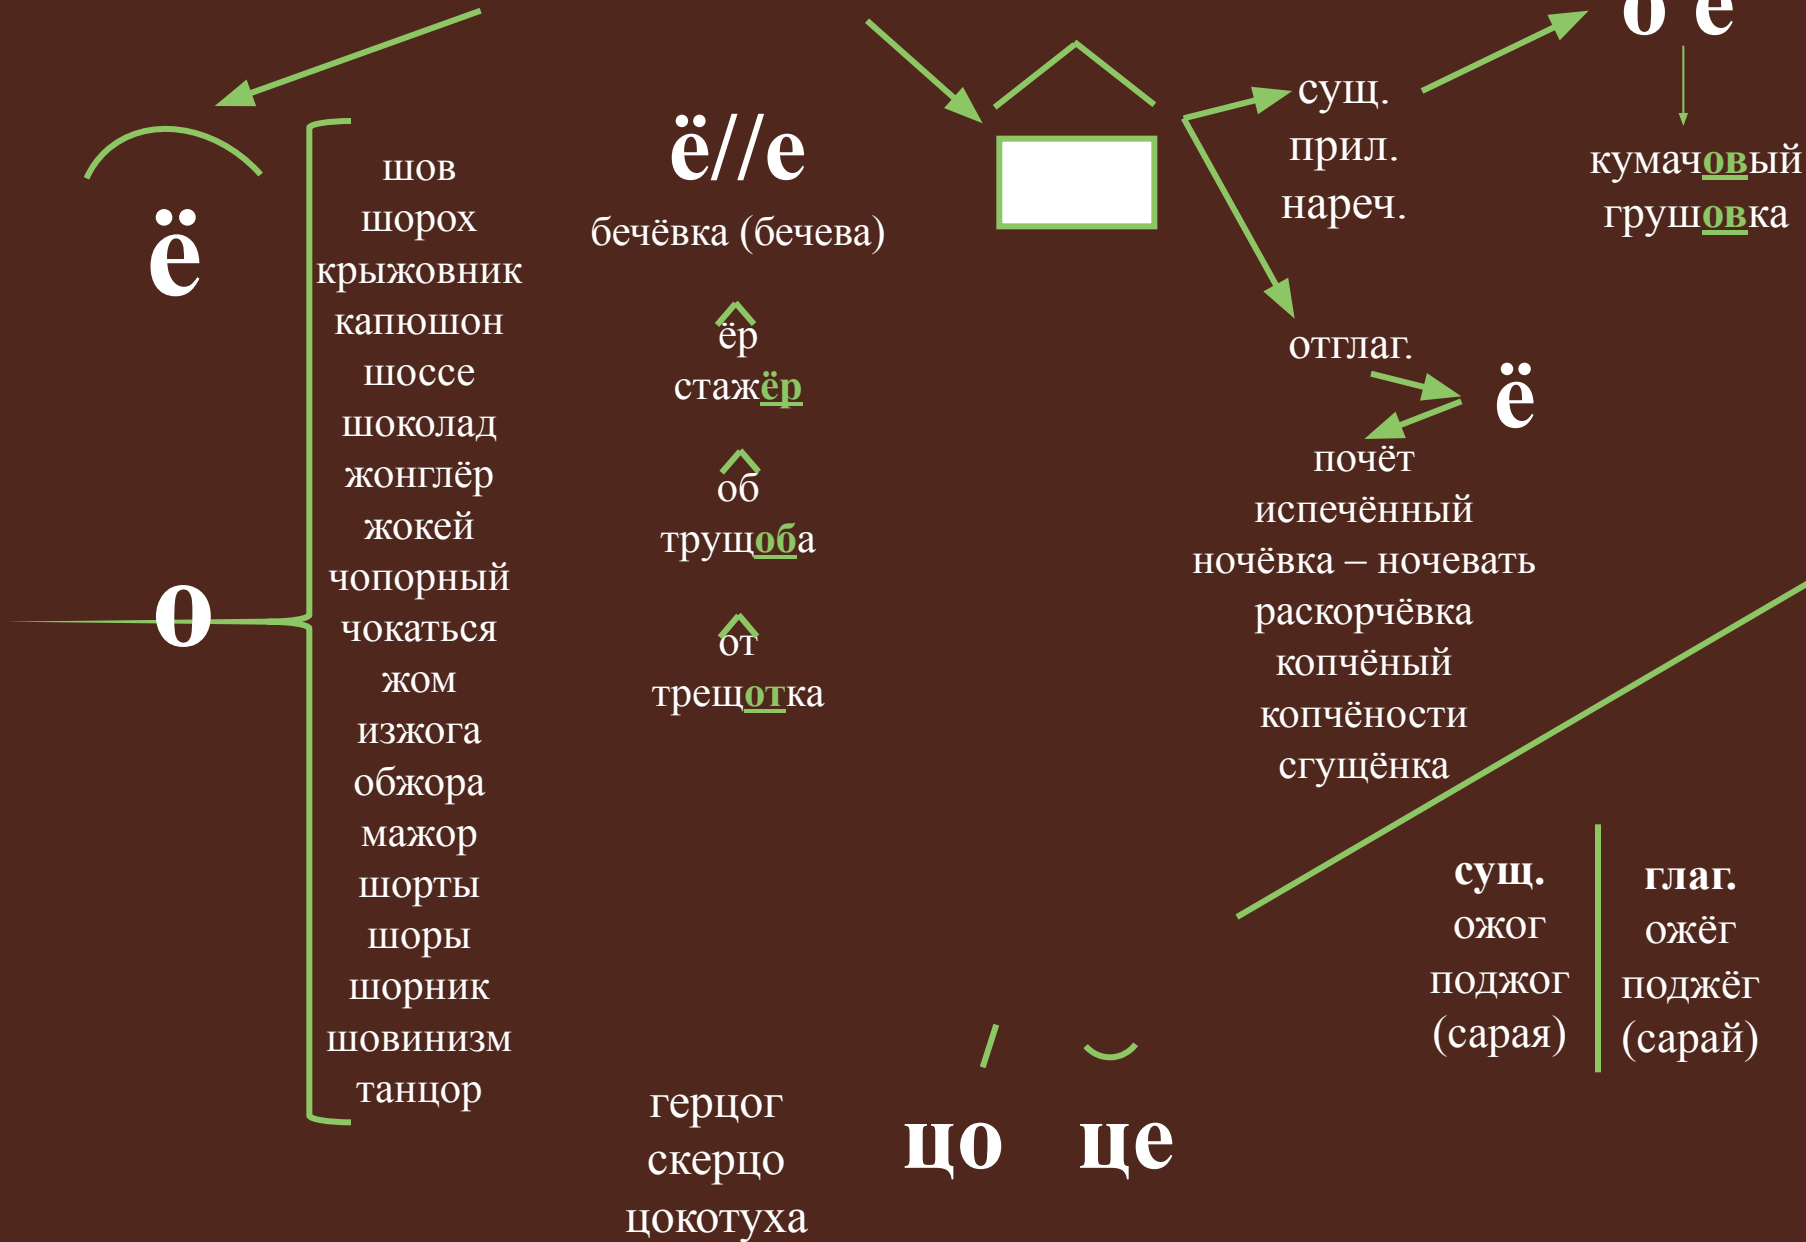 о е
ё
о
шов
шорох
крыжовник
капюшон
шоссе
шоколад
жонглёр
жокей
чопорный
чокаться
жом
изжога
обжора
мажор
шорты
шоры
шорник
шовинизм
танцор
ё//е
бечёвка (бечева)
ёр
стажёр
об
трущоба
от
трещотка
сущ.
прил.
нареч.
кумачовый
грушовка
отглаг.
ё
почёт
испечённый
ночёвка – ночевать
раскорчёвка
копчёный
копчёности
сгущёнка
сущ.
ожог
поджог
(сарая)
глаг.
ожёг
поджёг
(сарай)
герцог
скерцо
цокотуха
цо це